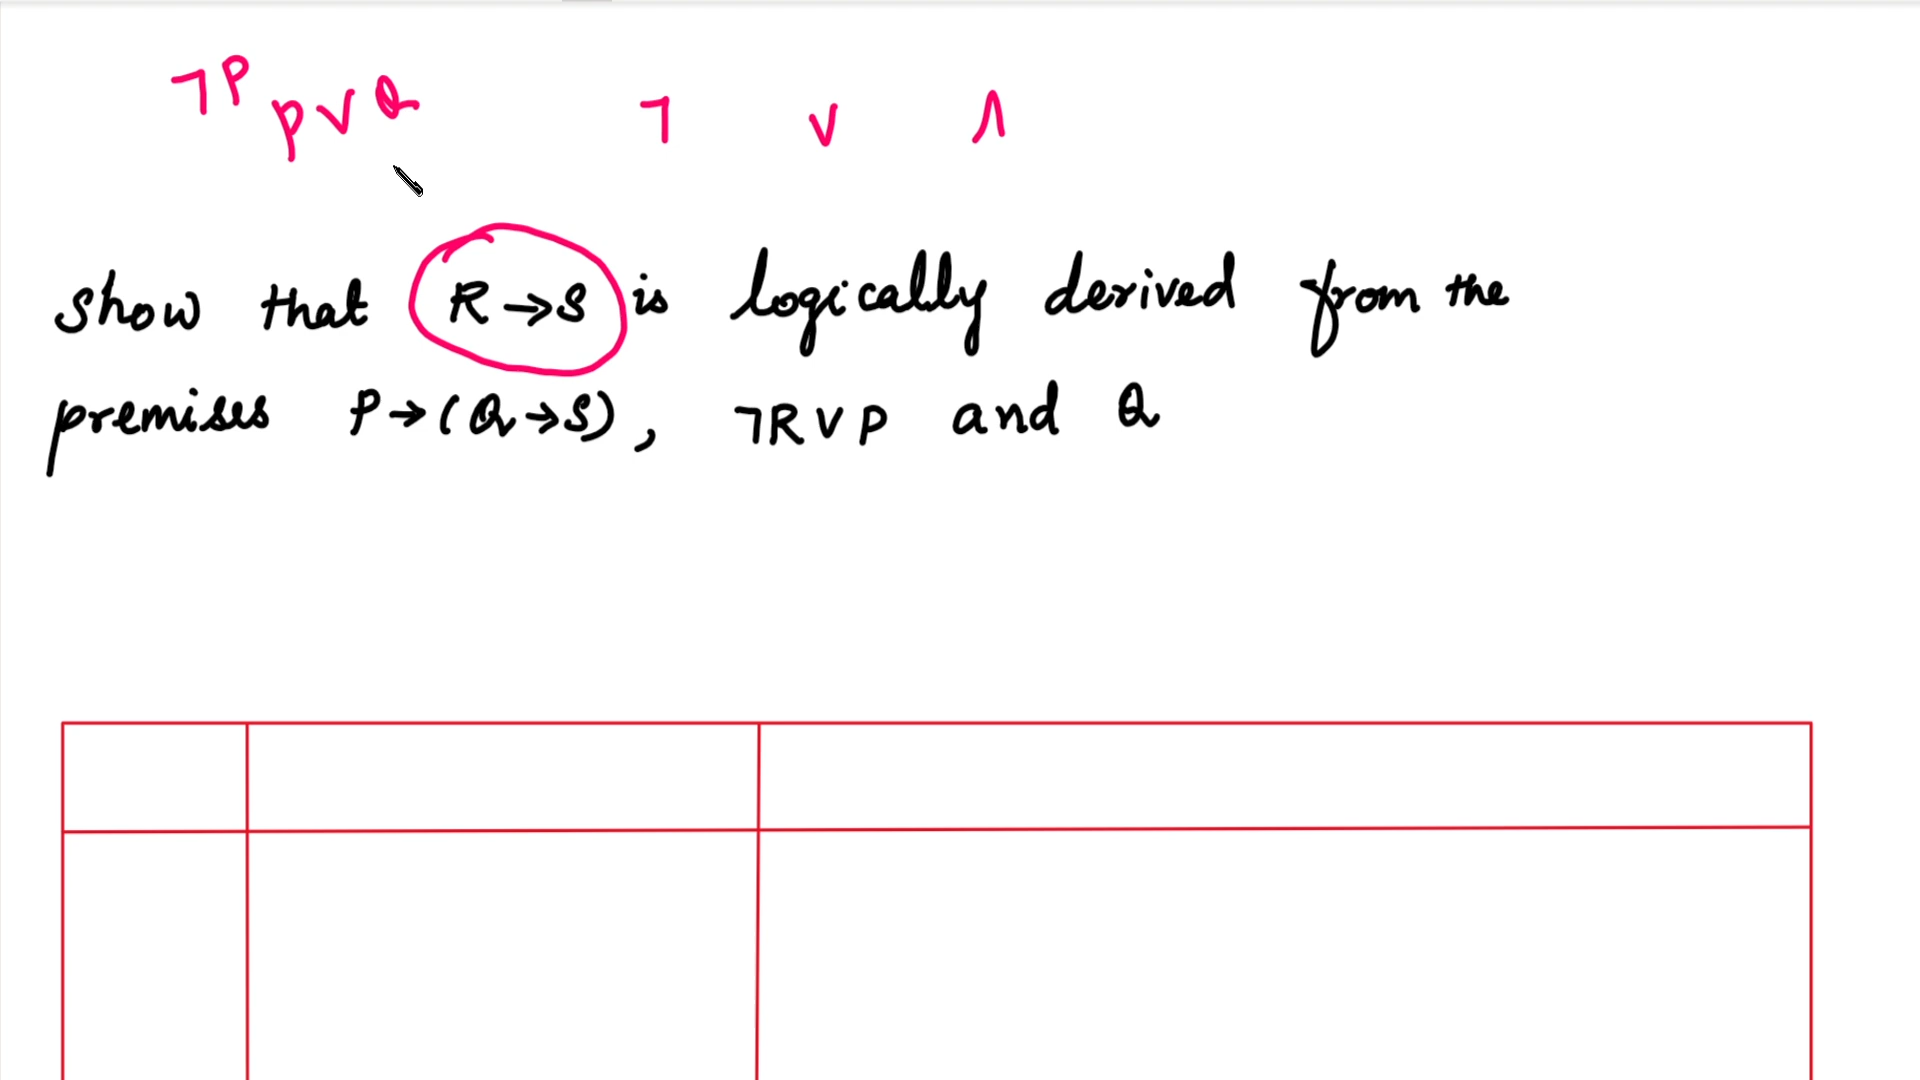 ¬P
P∨Q ¬ ∨ ∧
show that R→S is logically derived from the
premises P→(Q→S), ¬R∨P and Q